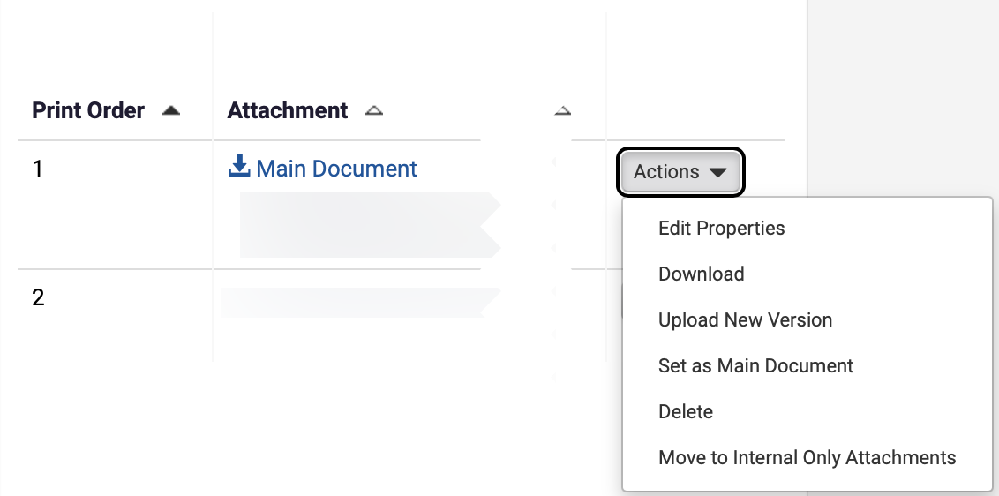 Print Order Attachment
1 Main Document Actions
Edit Properties
Download
2
Upload New Version
Set as Main Document
Delete
Move to Internal Only Attachments